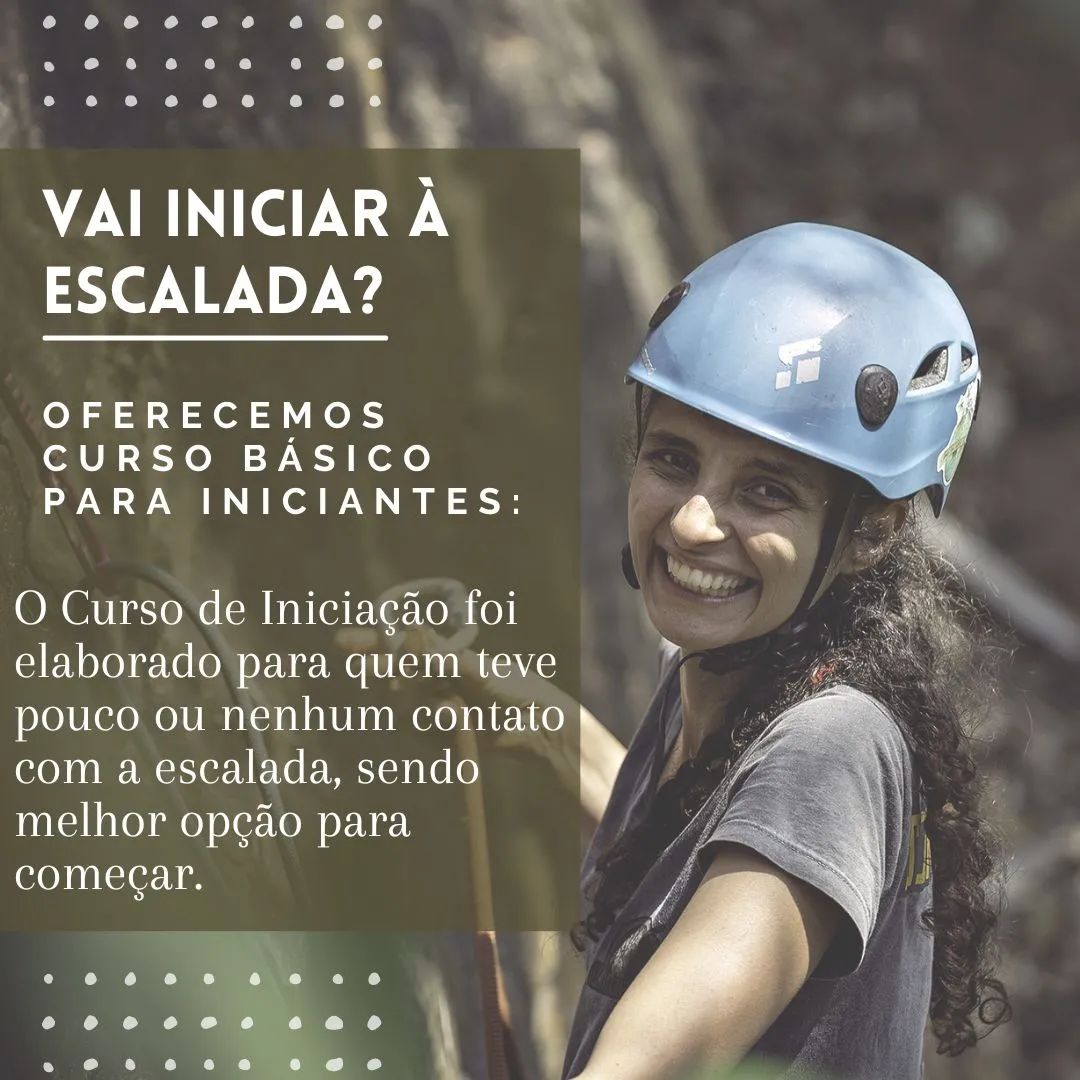 VAI INICIAR À
ESCALADA?
OFERECEMOS
CURSO BÁSICO
PARA INICIANTES:
O Curso de Iniciação foi
elaborado para quem teve
pouco ou nenhum contato
com a escalada, sendo
melhor opção para
começar.